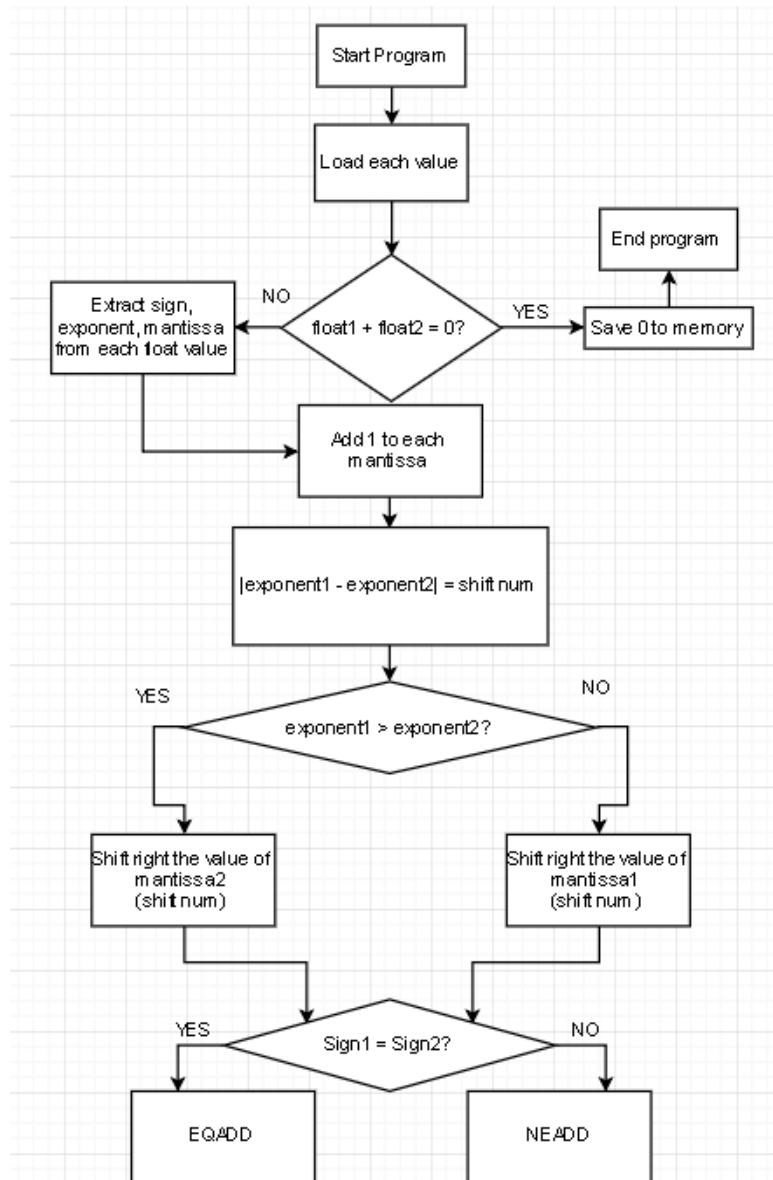 Start Program
Load each value
End program
Extract sign,
exponent, mantissa
from each float value
NO
float1 + float2 = 0?
YES
Save 0 to memory
Add 1 to each
mantissa
|exponent1 - exponent2| = shift num
YES
exponent1 > exponent2?
NO
Shift right the value of
mantissa2
(shift num)
Shift right the value of
mantissa1
(shift num)
YES
Sign1 = Sign2?
NO
EQADD
NEADD